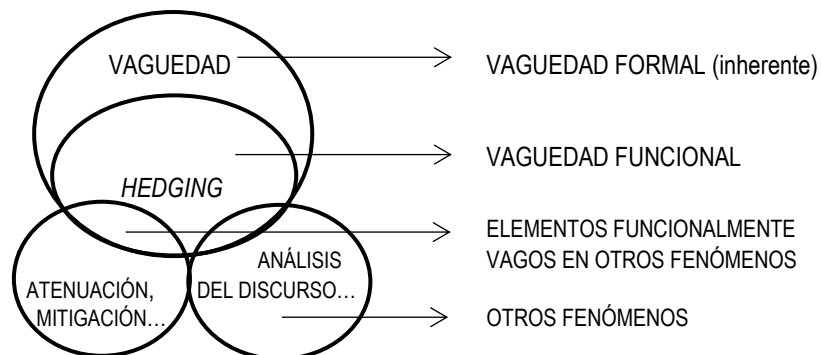 VAGUEDAD
VAGUEDAD FORMAL (inherente)
VAGUEDAD FUNCIONAL
HEDGING
ELEMENTOS FUNCIONALMENTE
VAGOS EN OTROS FENÓMENOS
ANÁLISIS
DEL DISCURSO…
ATENUACIÓN,
MITIGACIÓN…
OTROS FENÓMENOS